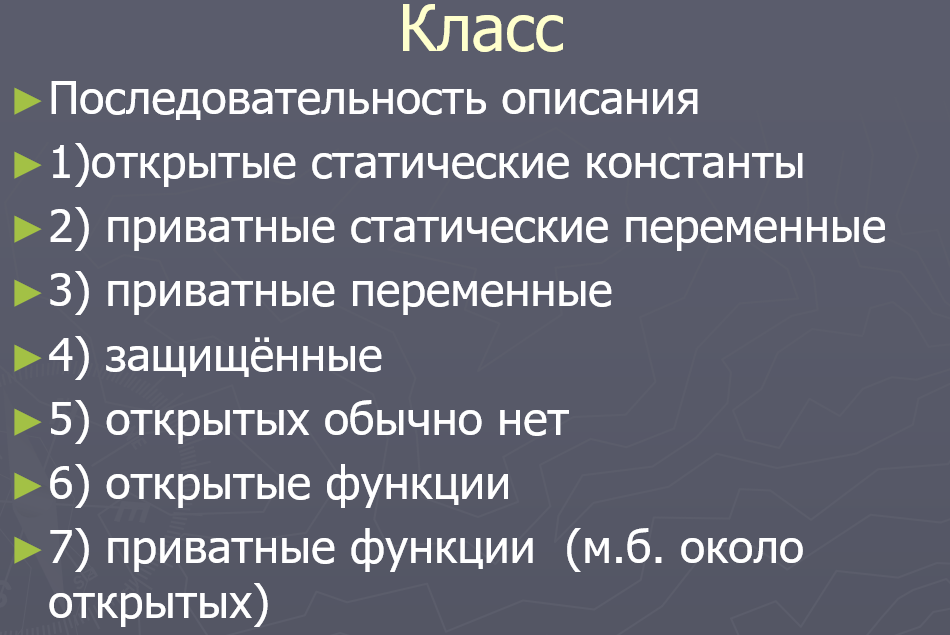 Класс
►Последовательность описания
►1)открытые статические константы
►2) приватные статические переменные
►3) приватные переменные
►4) защищённые
►5) открытых обычно нет
►6) открытые функции
►7) приватные функции (м.б. около
открытых)